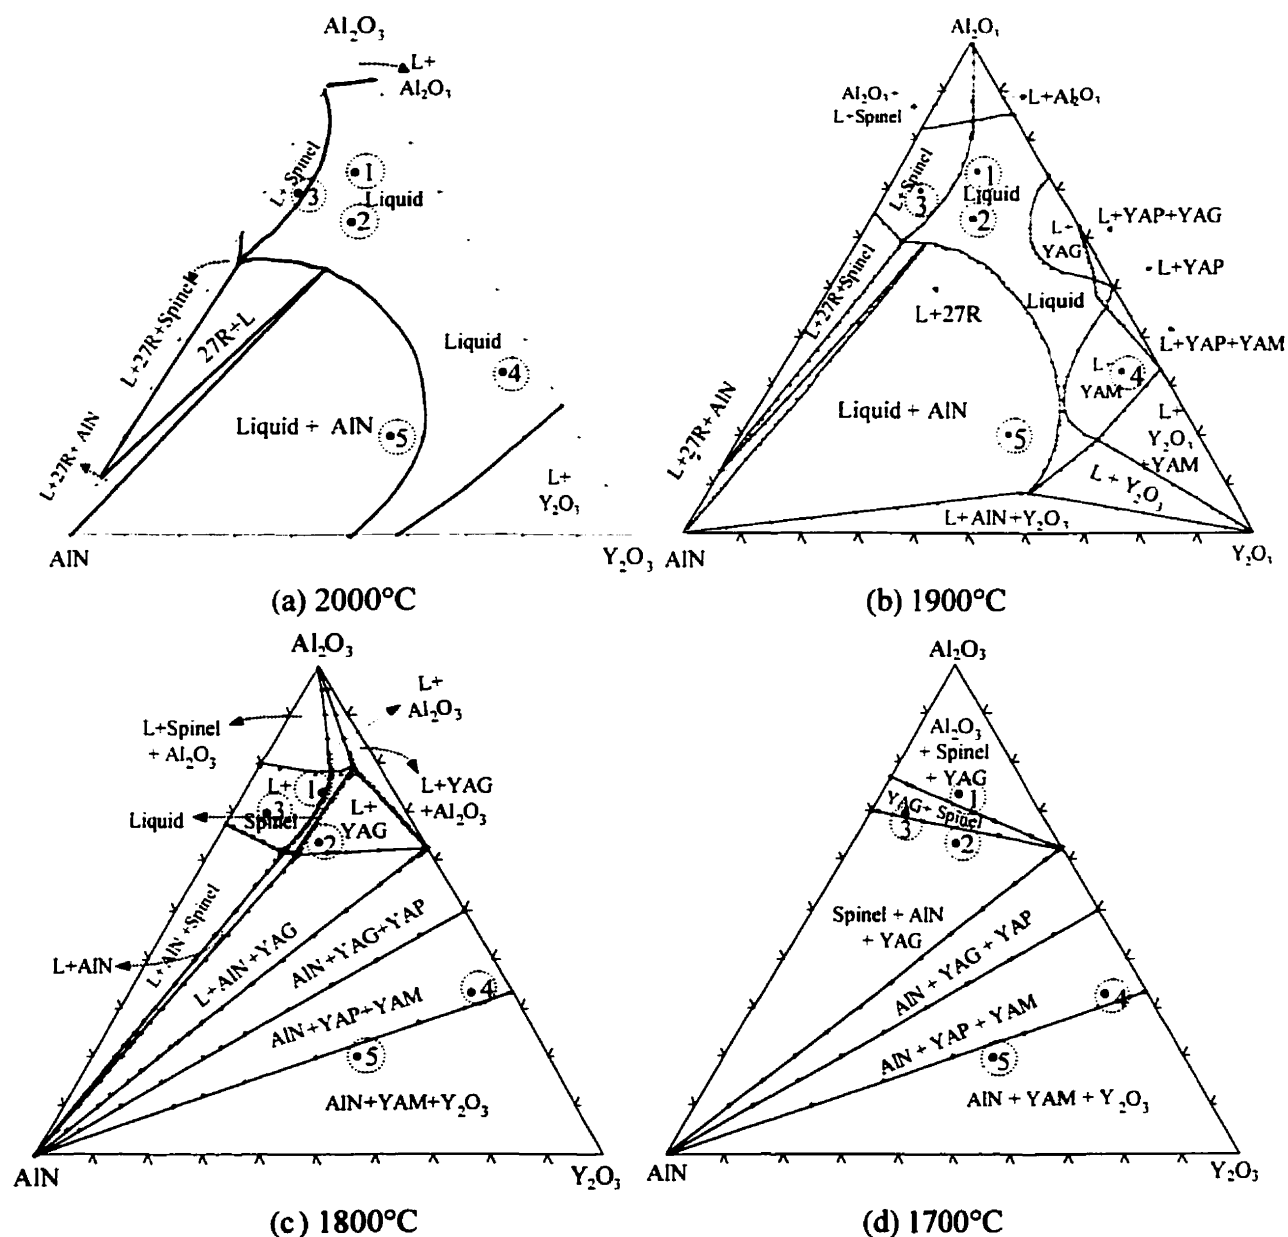 Al₂O₃
L+
Al₂O₃
L+ Spinel
1
3
Liquid
2
L+27R+Spinel
27R+L
Liquid
4
L+27R+ AlN
Liquid + AlN
5
L+
Y₂O₃
AlN
Y₂O₃
(a) 2000°C
Al₂O₃
Al₂O₃+
L+Spinel
L+Al₂O₃
L+Spinel
1
3
Liquid
2
L+YAP+YAG
L+
YAG
L+YAP
L+27R+Spinel
L+27R
Liquid
L+YAP+YAM
L+
YAM
4
L+27R+AlN
Liquid + AlN
5
L+
Y₂O₃
+YAM
L + Y₂O₃
L+AlN+Y₂O₃
AlN
Y₂O₃
(b) 1900°C
Al₂O₃
L+
Al₂O₃
L+Spinel
+ Al₂O₃
L+YAG
+Al₂O₃
L+
Spinel
1
3
Liquid
L+
YAG
2
L+AlN+Spinel
L+AlN
L+AlN+YAG
AlN+YAG+YAP
AlN+YAP+YAM
4
5
AlN+YAM+Y₂O₃
AlN
Y₂O₃
(c) 1800°C
Al₂O₃
Al₂O₃
+ Spinel
+ YAG
1
YAG+ Spinel
3
2
Spinel + AlN
+ YAG
AlN + YAG + YAP
AlN + YAP + YAM
4
5
AlN + YAM + Y₂O₃
AlN
Y₂O₃
(d) 1700°C